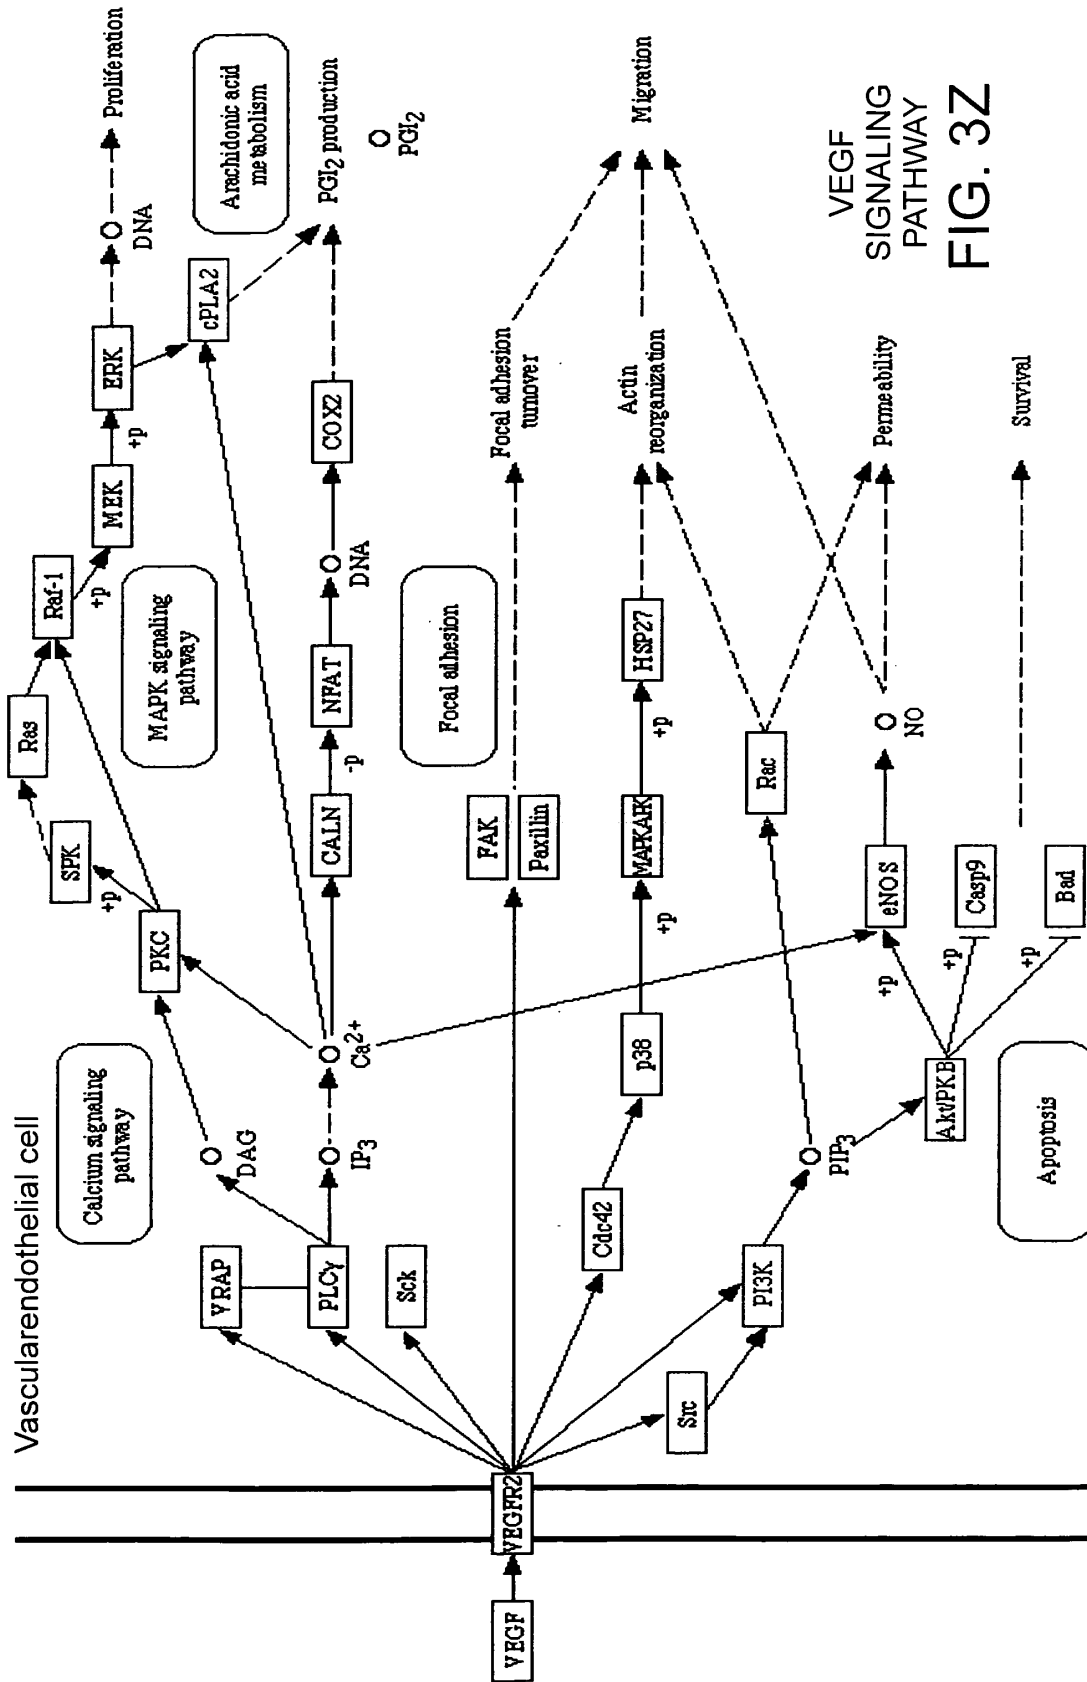 Vascularendothelial cell
VEGF
VEGFR2
VRAP
PLCγ
Sck
Src
PI3K
Cdc42
Calcium signaling
pathway
DAG
IP3
Ca2+
PKC
+p
SPK
Ras
Raf-1
+p
MEK
+p
ERK
DNA
Proliferation
MAPK signaling
pathway
cPLA2
Arachidonic acid
metabolism
PGI2 production
PGI2
CALN
-p
NFAT
DNA
COX2
Focal adhesion
FAK
Paxillin
Focal adhesion
turnover
p38
+p
MAPKAPK
+p
HSP27
Actin
reorganization
Migration
PIP3
Rac
Akt/PKB
+p
eNOS
NO
Permeability
+p
Casp9
+p
Bad
Survival
Apoptosis
VEGF
SIGNALING
PATHWAY
FIG. 3Z